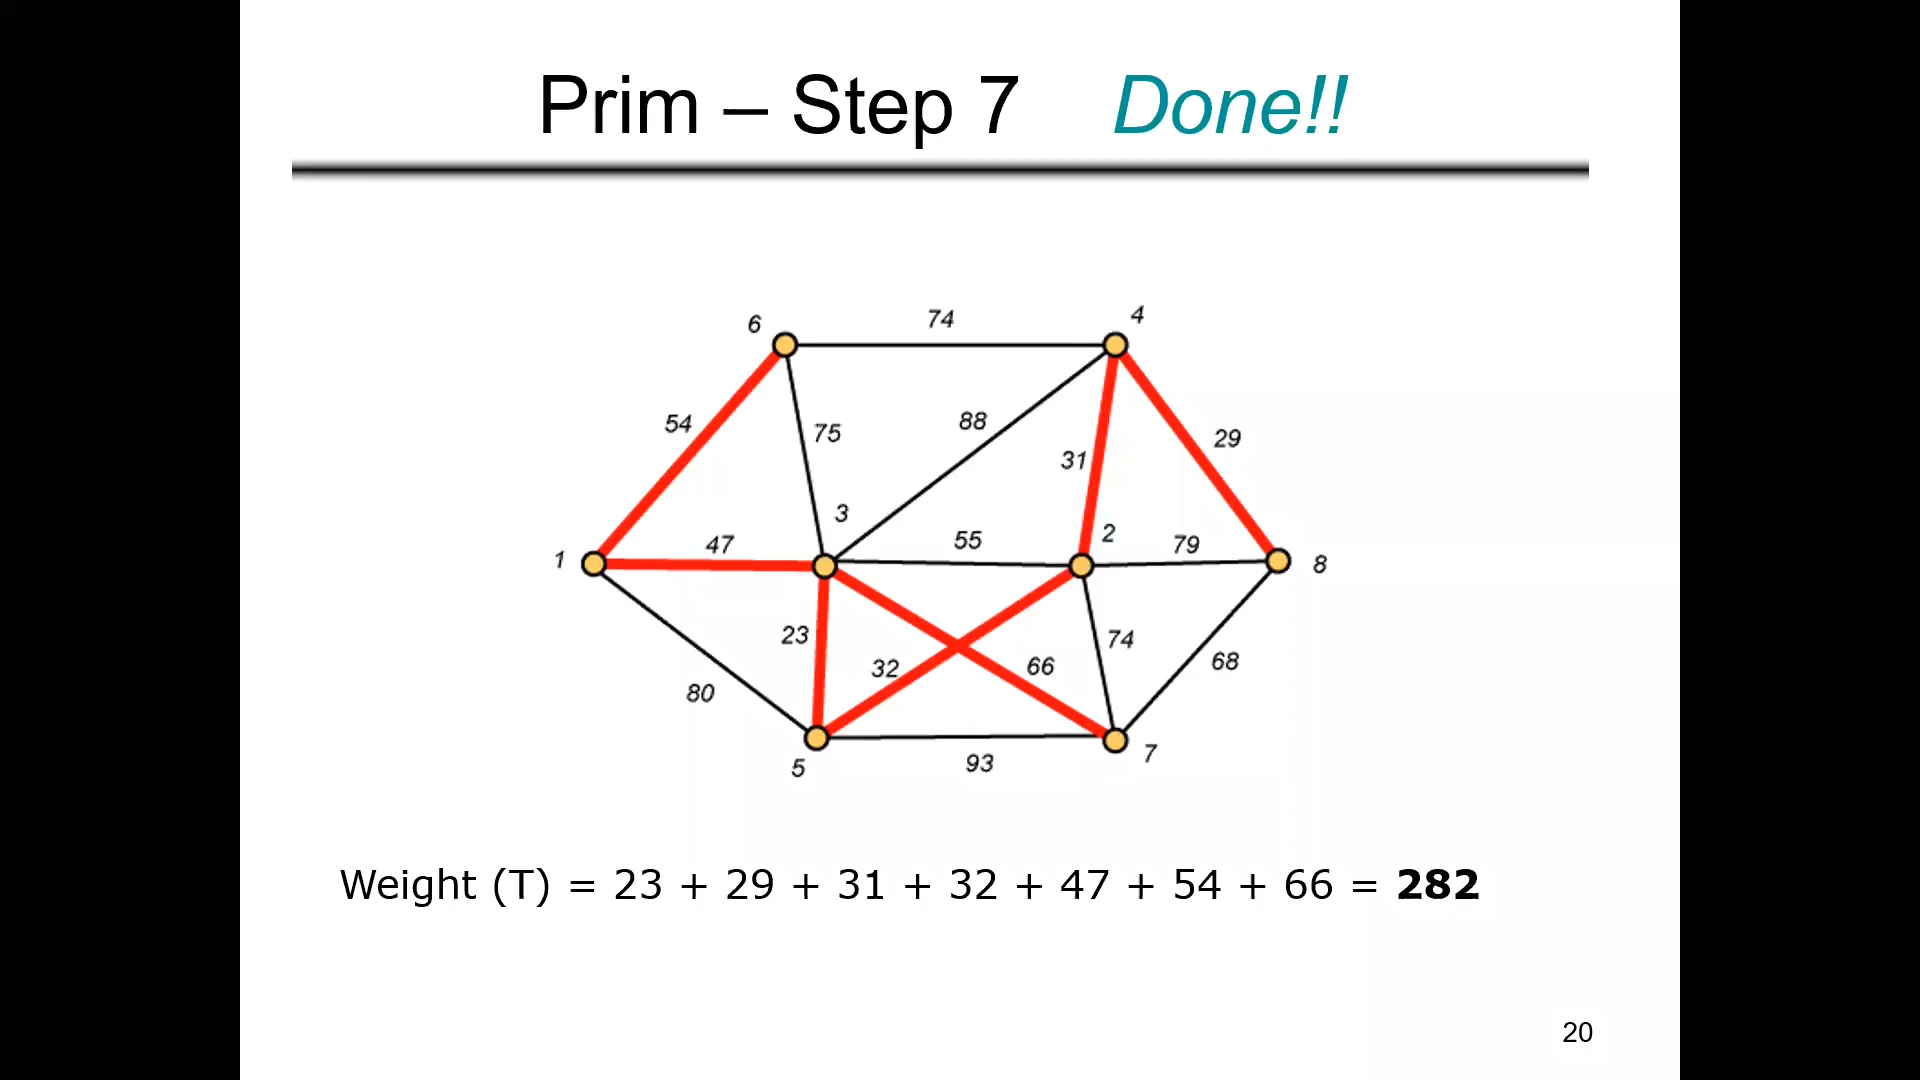 Prim – Step 7 Done!!
6 74 4
54 75 88 31 29
3
1 47 55 2 79 8
23 32 66 74 68
80
5 93 7
Weight (T) = 23 + 29 + 31 + 32 + 47 + 54 + 66 = 282
20